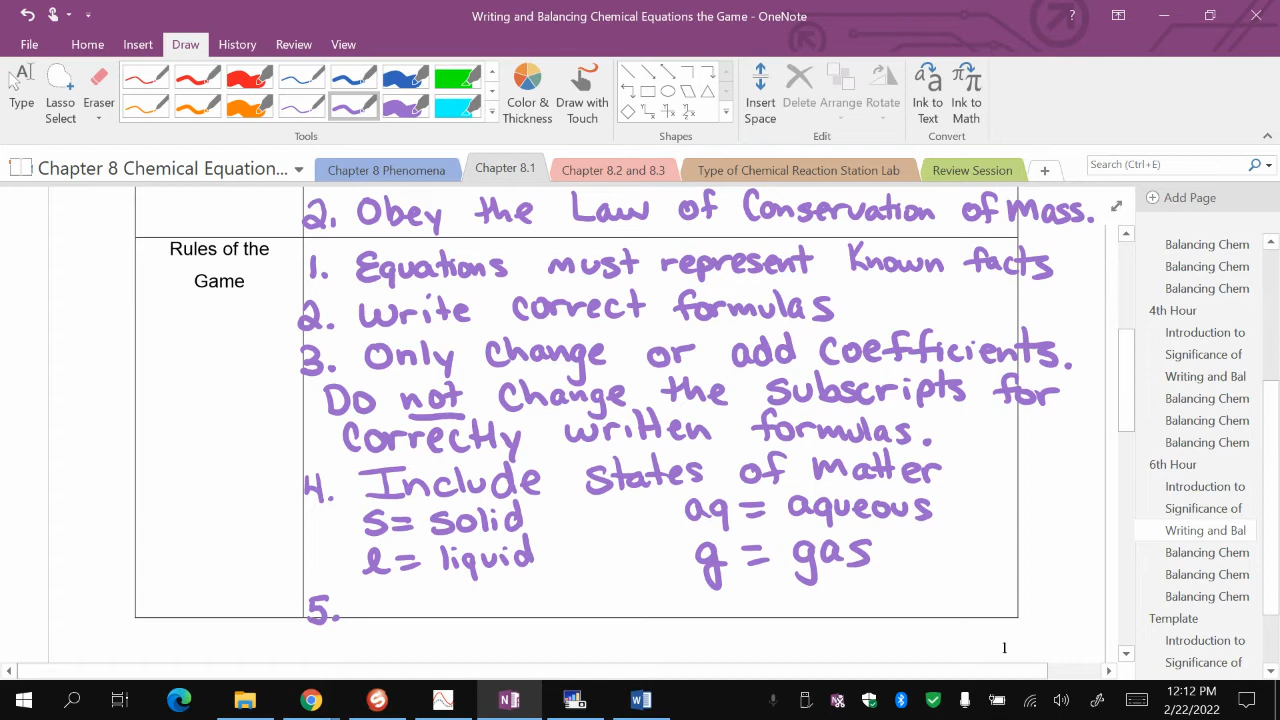 Writing and Balancing Chemical Equations the Game - OneNote
File Home Insert Draw History Review View
Type
Lasso Select
Eraser
Color & Thickness
Draw with Touch
Insert Space
Delete
Arrange
Rotate
Ink to Text
Ink to Math
Tools
Shapes
Edit
Convert
Chapter 8 Chemical Equation...
Chapter 8 Phenomena
Chapter 8.1
Chapter 8.2 and 8.3
Type of Chemical Reaction Station Lab
Review Session
Search (Ctrl+E)
2. Obey the Law of Conservation of Mass.
Rules of the
Game
1. Equations must represent known facts
2. Write correct formulas
3. Only change or add coefficients.
Do not change the subscripts for
correctly written formulas.
4. Include states of matter
s = solid aq = aqueous
l = liquid g = gas
5.
1
Add Page
Balancing Chem
Balancing Chem
Balancing Chem
4th Hour
Introduction to
Significance of
Writing and Bal
Balancing Chem
Balancing Chem
Balancing Chem
6th Hour
Introduction to
Significance of
Writing and Bal
Balancing Chem
Balancing Chem
Balancing Chem
Template
Introduction to
Significance of
12:12 PM
2/22/2022